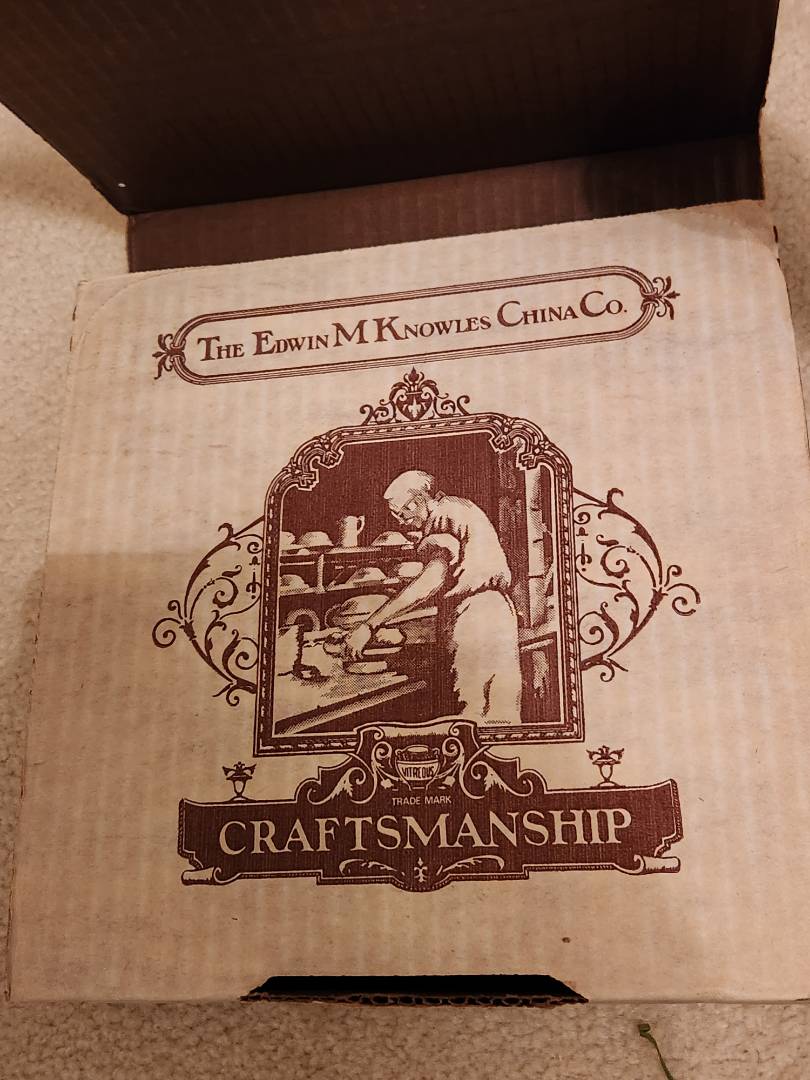 The Edwin M Knowles China Co.
VITREOUS
TRADE MARK
CRAFTSMANSHIP